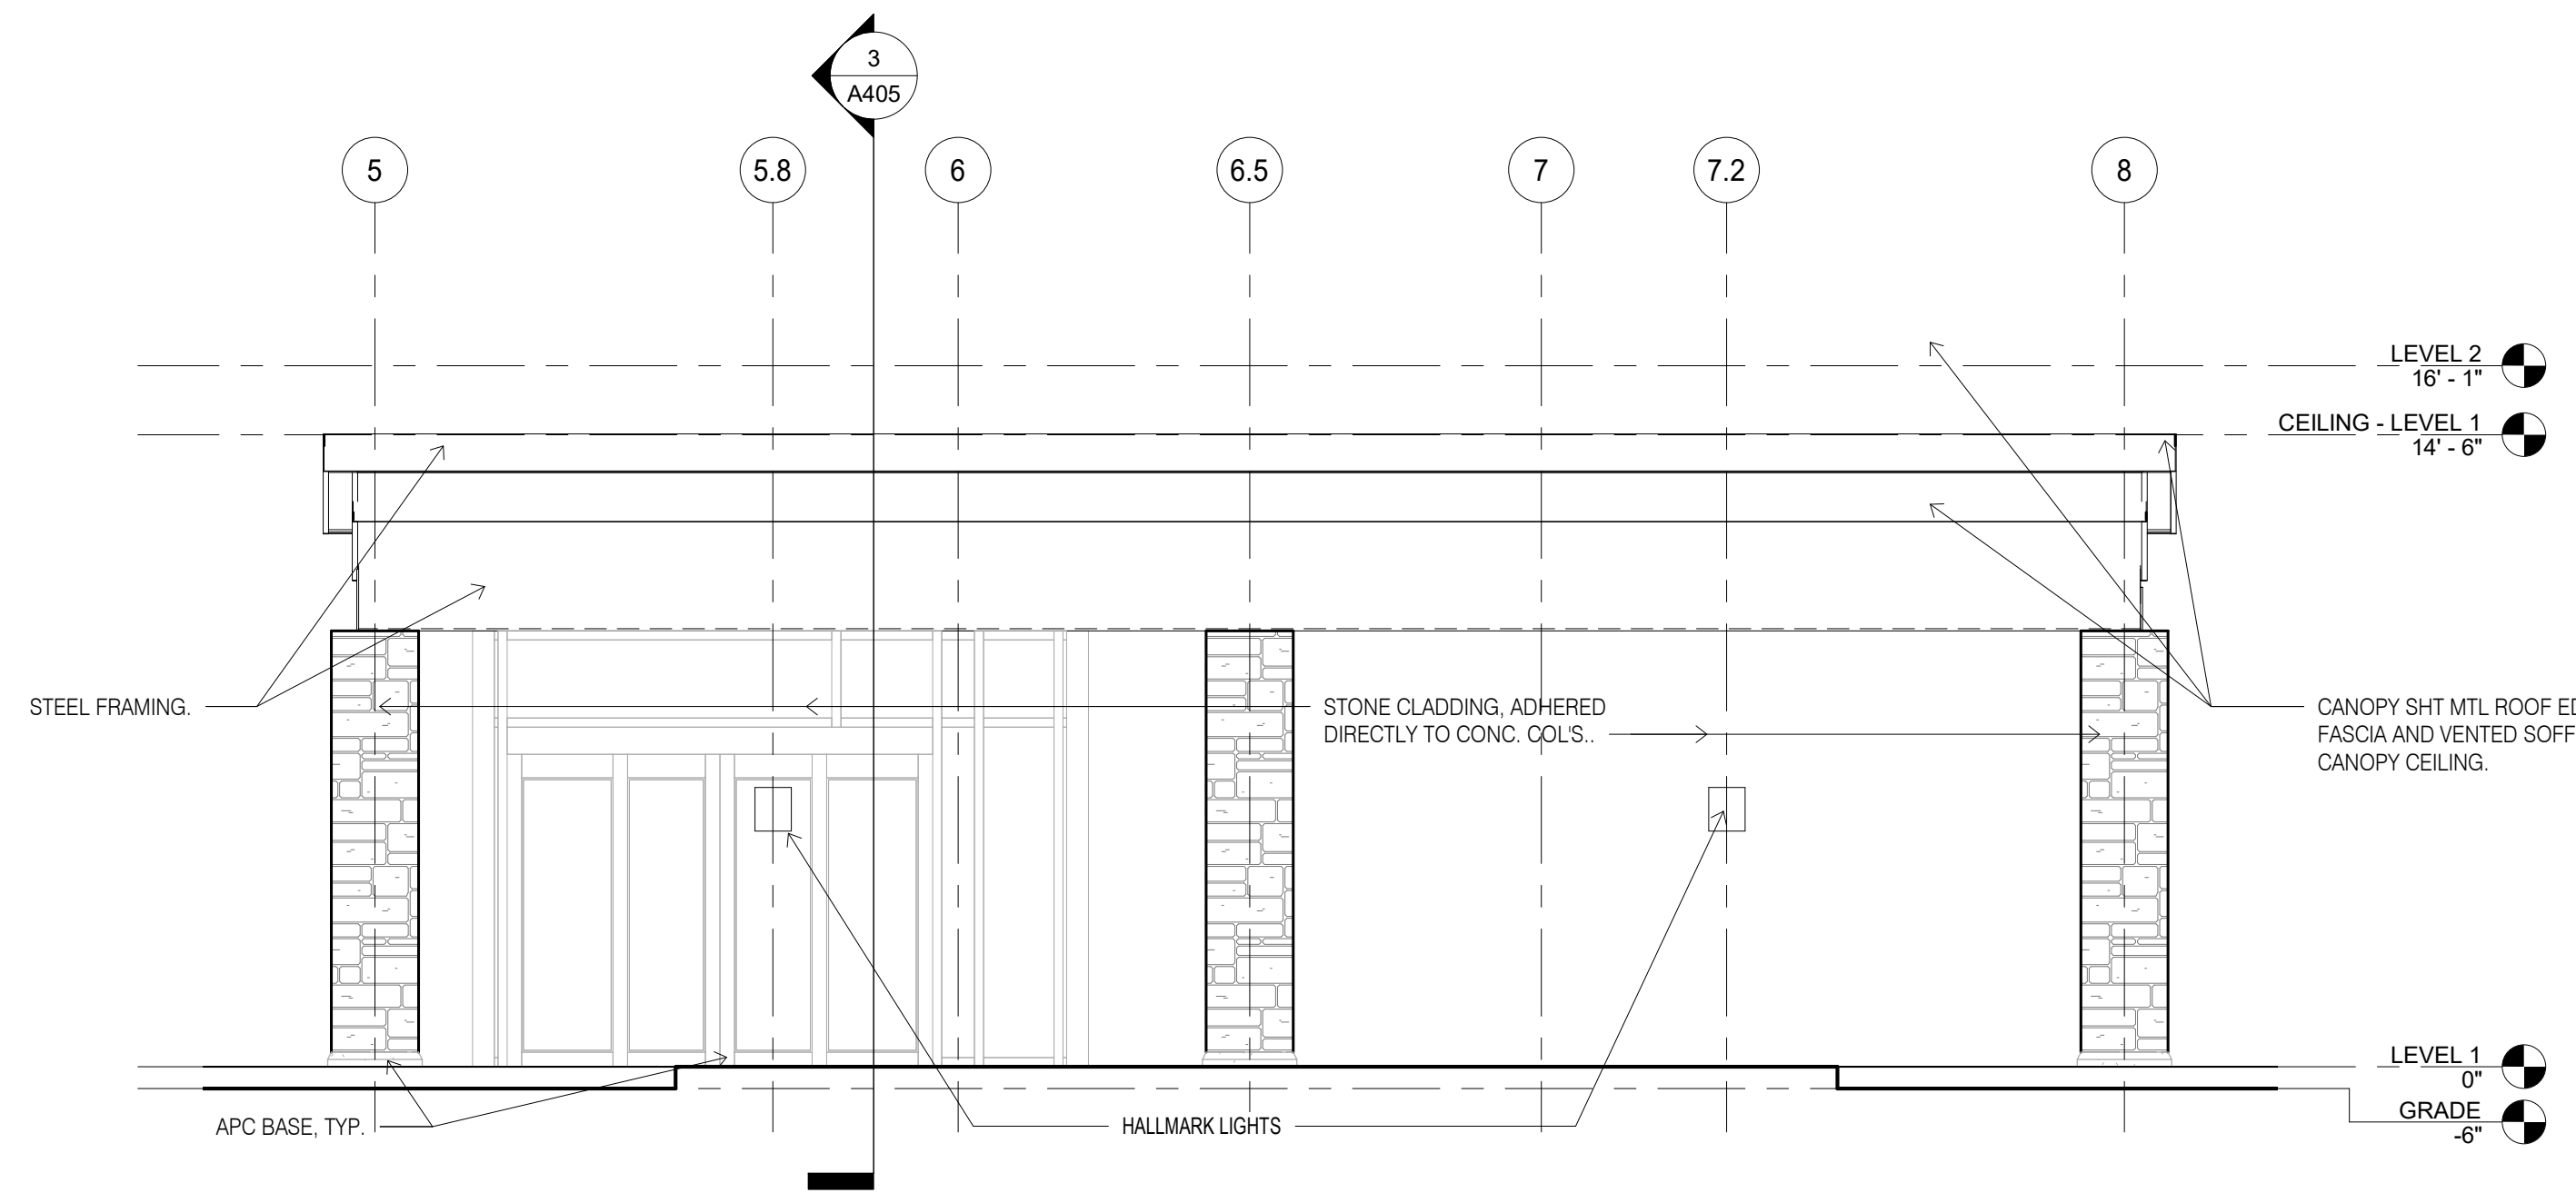 3
A405
5
5.8
6
6.5
7
7.2
8
LEVEL 2
16' - 1"
CEILING - LEVEL 1
14' - 6"
STEEL FRAMING.
STONE CLADDING, ADHERED
DIRECTLY TO CONC. COL'S..
CANOPY SHT MTL ROOF
FASCIA AND VENTED
CANOPY CEILING.
LEVEL 1
0"
GRADE
-6"
APC BASE, TYP.
HALLMARK LIGHTS